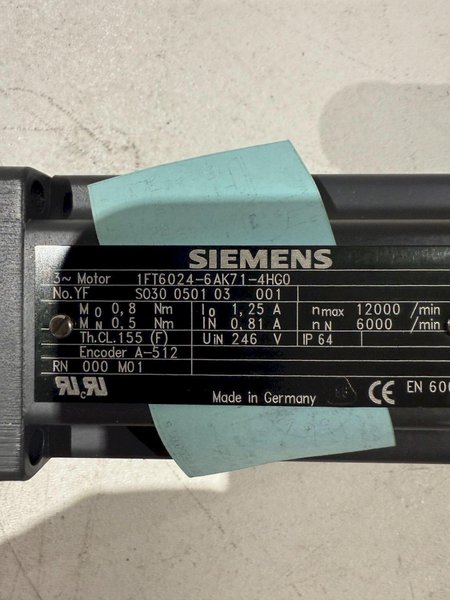 SIEMENS
3~ Motor 1FT6024-6AK71-4HG0
No.YF S030 0501 03 001
M0 0,8 Nm I0 1,25 A nmax 12000 /min
MN 0,5 Nm IN 0.81 A nN 6000 /min
Th.CL.155 (F) UiN 246 V IP 64
Encoder A-512
RN 000 M01
Made in Germany CE EN 600